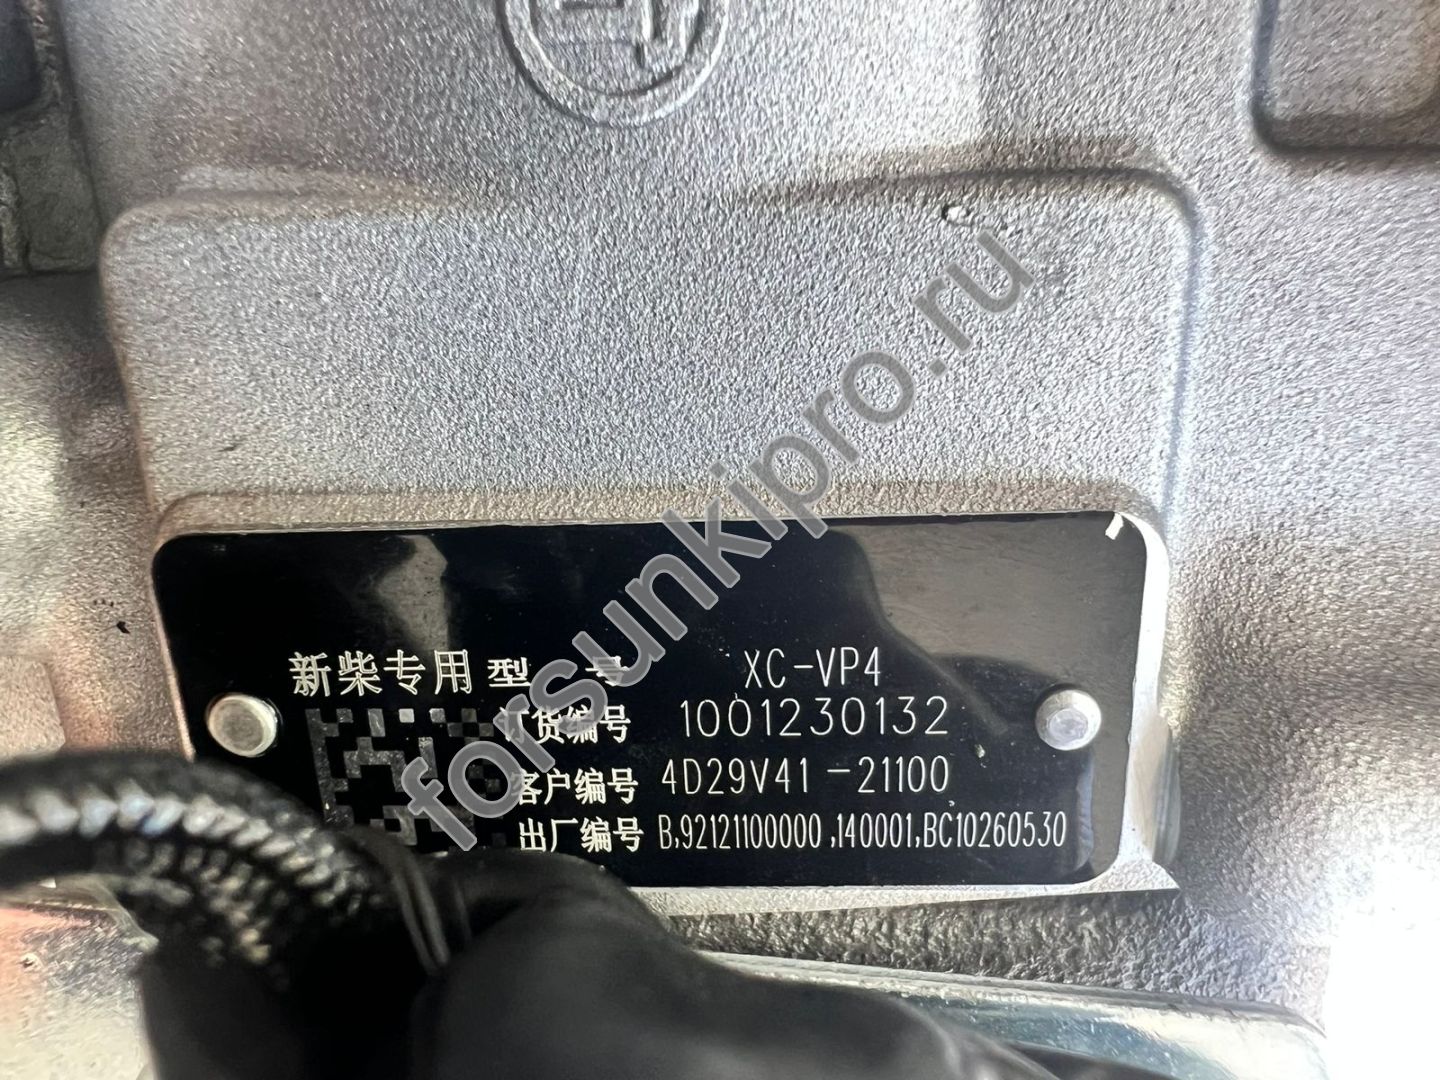 新柴专用 型 号 XC-VP4
订货编号 1001230132
客户编号 4D29V41-21100
出厂编号 B,92121100000,140001,BC10260530
forsunkipro.ru